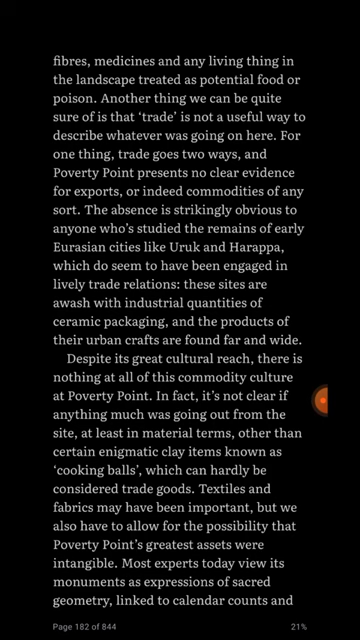 fibres, medicines and any living thing in
the landscape treated as potential food or
poison. Another thing we can be quite
sure of is that ‘trade’ is not a useful way to
describe whatever was going on here. For
one thing, trade goes two ways, and
Poverty Point presents no clear evidence
for exports, or indeed commodities of any
sort. The absence is strikingly obvious to
anyone who’s studied the remains of early
Eurasian cities like Uruk and Harappa,
which do seem to have been engaged in
lively trade relations: these sites are
awash with industrial quantities of
ceramic packaging, and the products of
their urban crafts are found far and wide.
Despite its great cultural reach, there is
nothing at all of this commodity culture
at Poverty Point. In fact, it’s not clear if
anything much was going out from the
site, at least in material terms, other than
certain enigmatic clay items known as
‘cooking balls’, which can hardly be
considered trade goods. Textiles and
fabrics may have been important, but we
also have to allow for the possibility that
Poverty Point’s greatest assets were
intangible. Most experts today view its
monuments as expressions of sacred
geometry, linked to calendar counts and
Page 182 of 844
21%